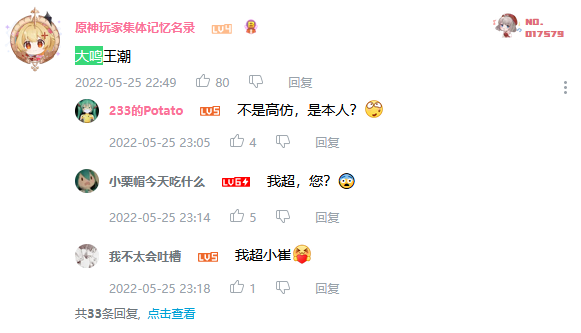 原神玩家集体记忆名录 LV4
NO.
017579
大鸣王潮
2022-05-25 22:49 80 回复
233的Potato LV5 不是高仿，是本人？
2022-05-25 23:05 4 回复
小栗帽今天吃什么 LV6 我超，您？
2022-05-25 23:14 5 回复
我不太会吐槽 LV5 我超小崔
2022-05-25 23:18 1 回复
共33条回复, 点击查看